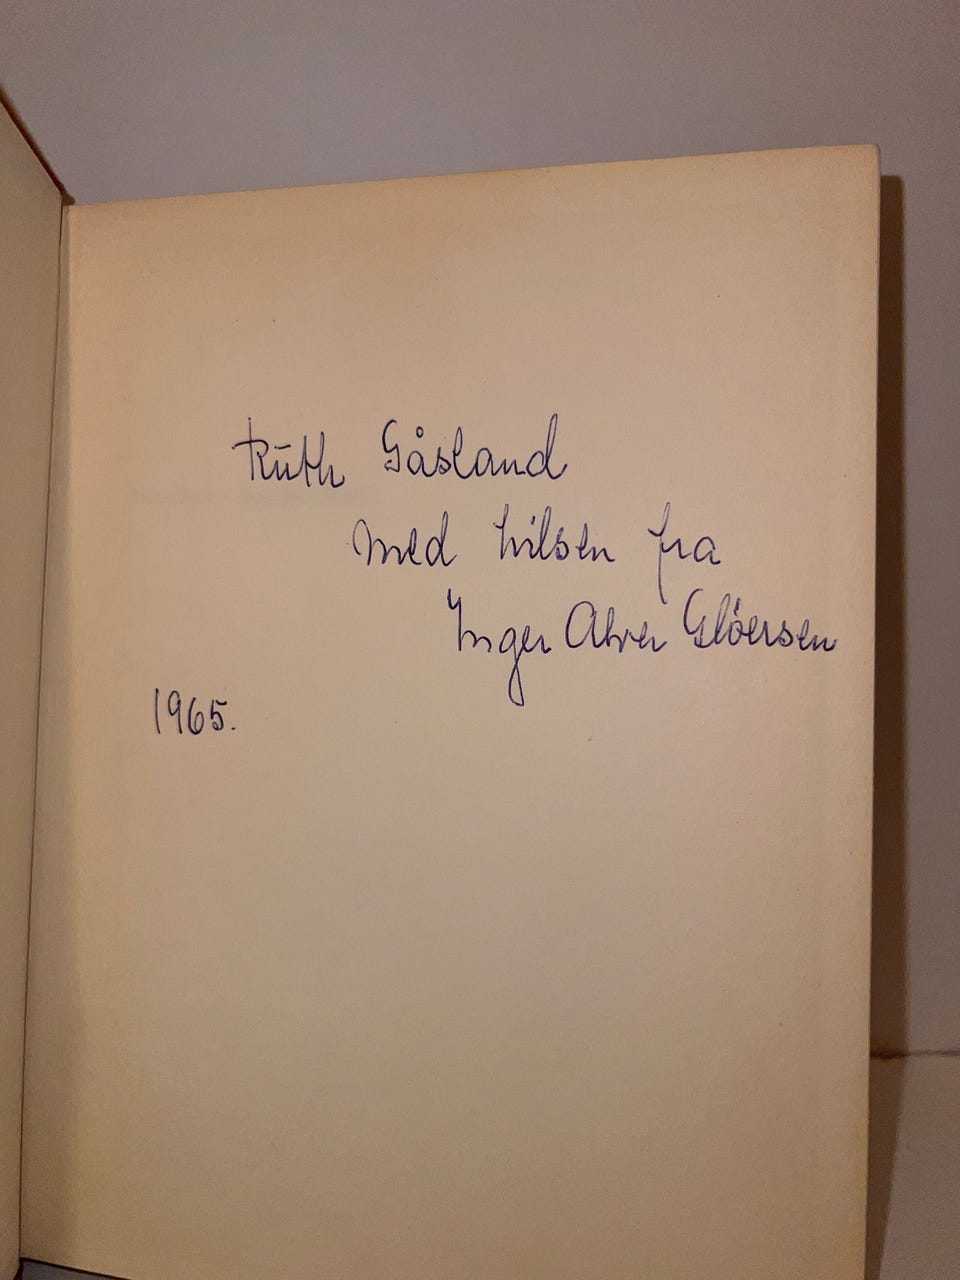 Ruth Gåsland
med hilsen fra
Inger Alver Gløersen
1965.